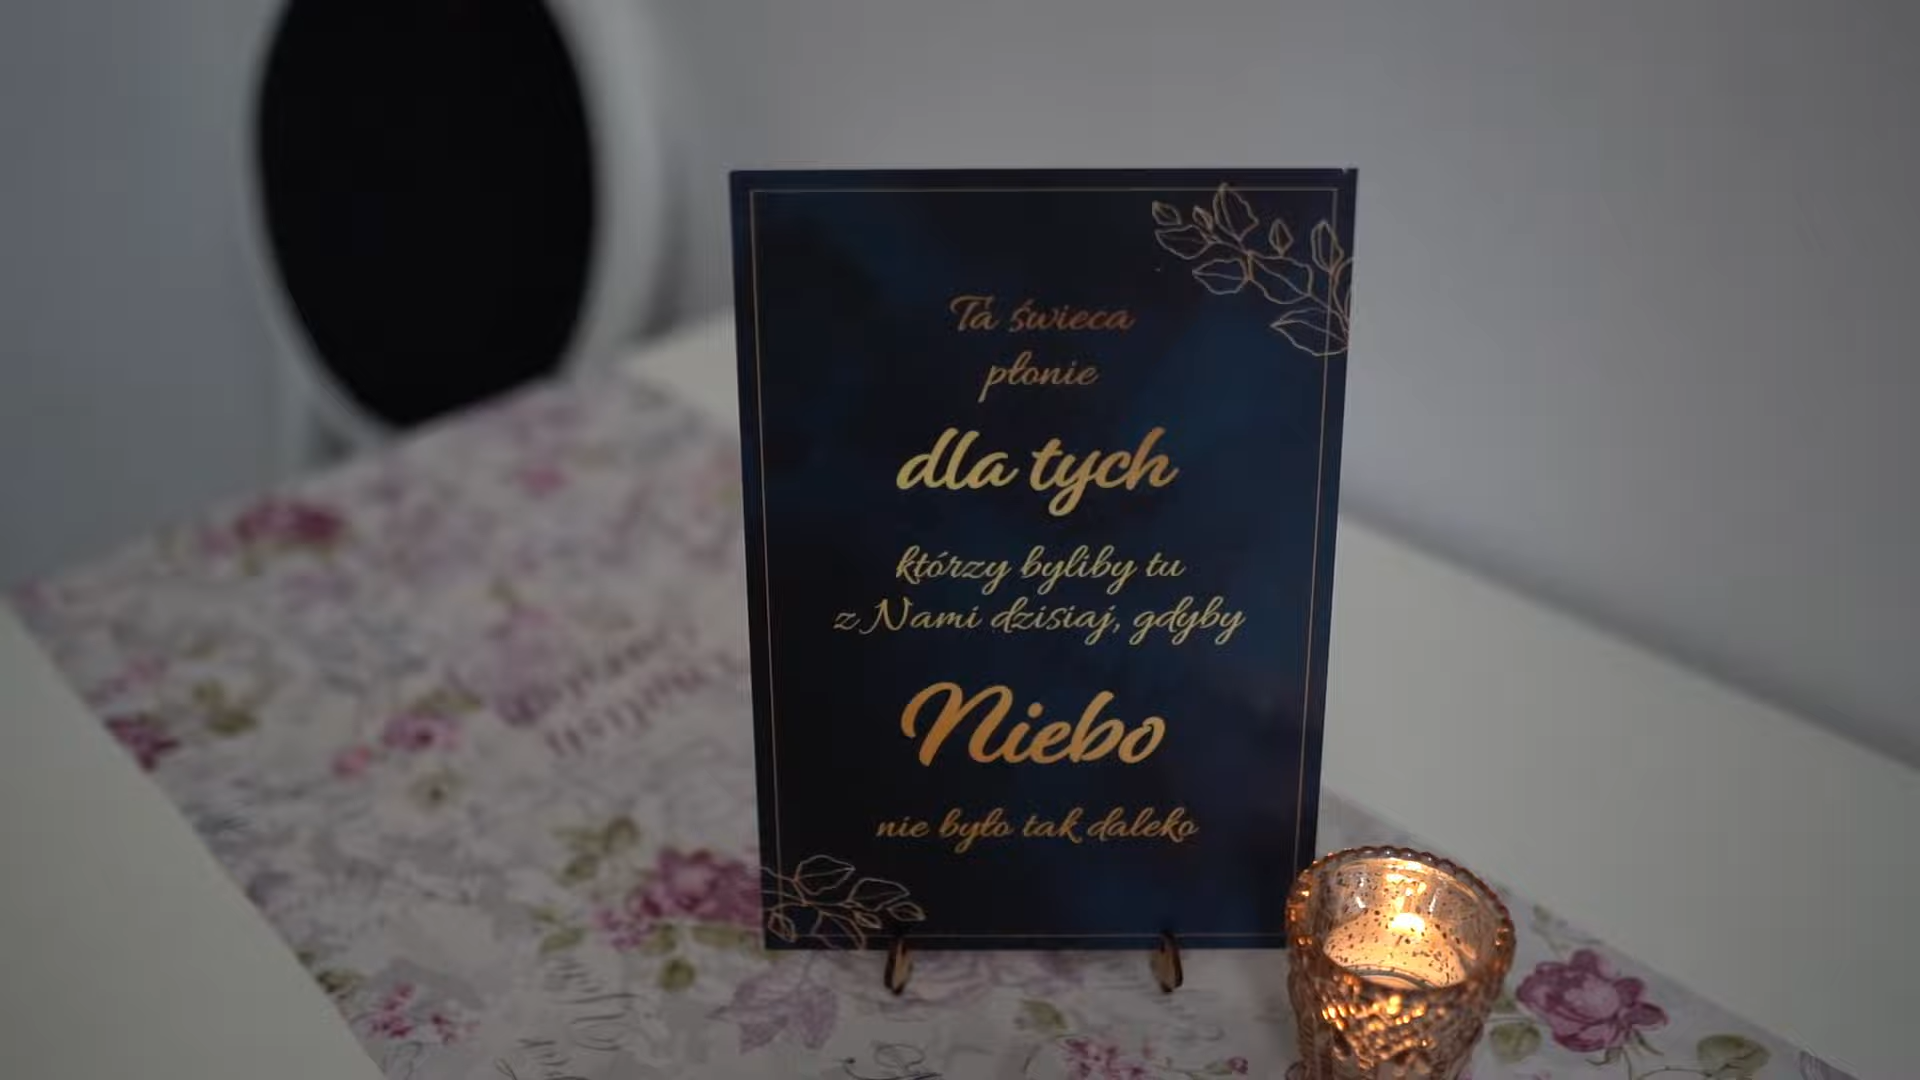 Ta świeca
płonie
dla tych
którzy byliby tu
z Nami dzisiaj, gdyby
Niebo
nie było tak daleko